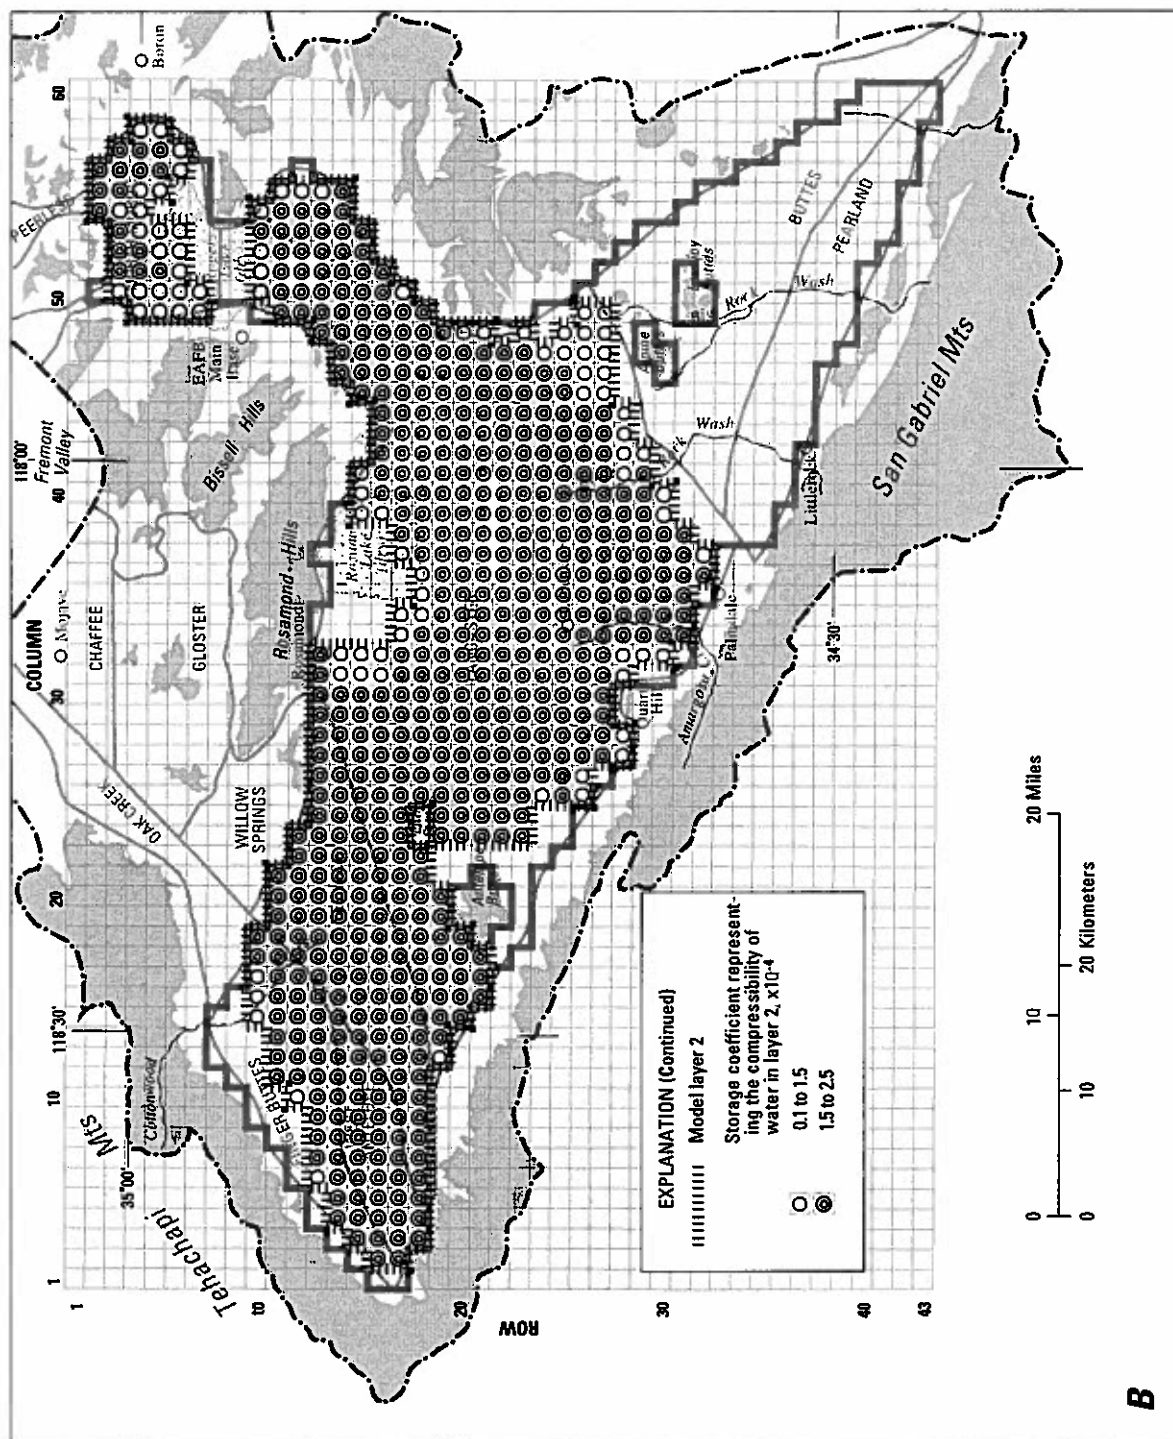 COLUMN
1
10
20
30
40
50
60
ROW
1
10
20
30
40
43
118°30'
118°00'
35°00'
34°30'
Tehachapi
Mts
Cottonwood
OAK CREEK
WILLOW
SPRINGS
CHAFFEE
Mojave
GLOSTER
Fremont
Valley
Bissell Hills
Rosamond Hills
EAFB
Main
Base
PEERLESS
Boron
BUTTES
PEARLAND
Rock
Wash
Wash
Littlerock
Palmdale
Amargosa
San Gabriel Mts
EXPLANATION (Continued)
Model layer 2
Storage coefficient represent-
ing the compressibility of
water in layer 2, x10-4
0.1 to 1.5
1.5 to 2.5
0
10
20 Miles
0
10
20 Kilometers
B